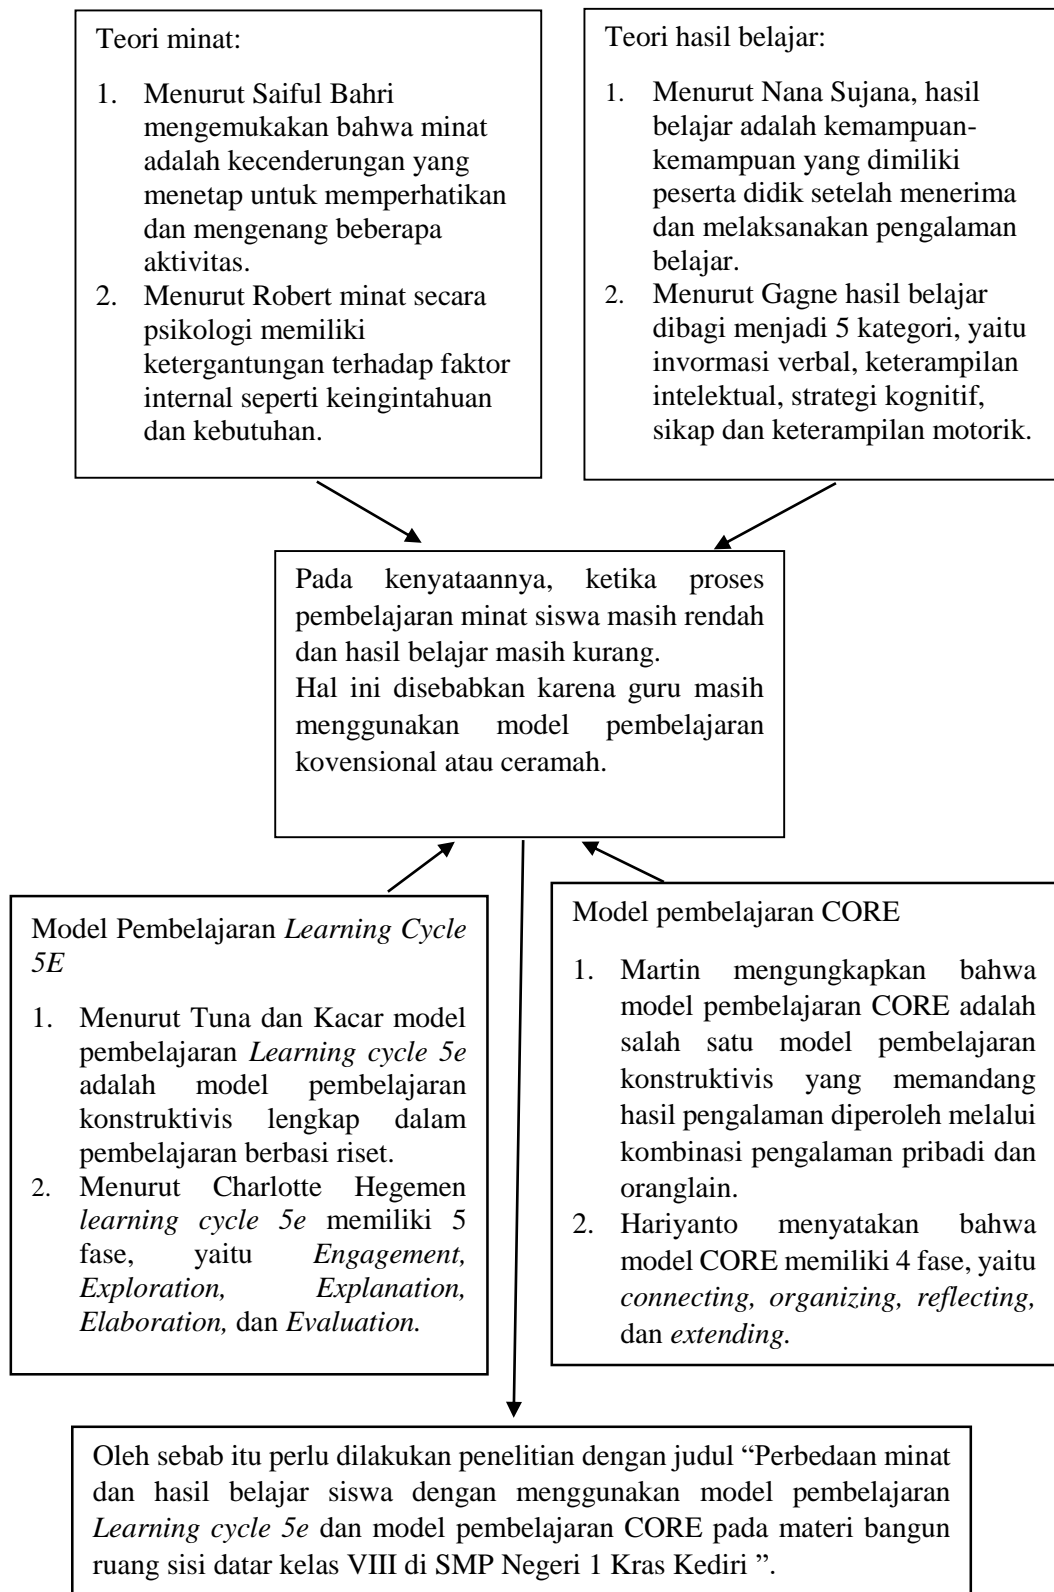 Teori minat:
1. Menurut Saiful Bahri
mengemukakan bahwa minat
adalah kecenderungan yang
menetap untuk memperhatikan
dan mengenang beberapa
aktivitas.
2. Menurut Robert minat secara
psikologi memiliki
ketergantungan terhadap faktor
internal seperti keingintahuan
dan kebutuhan.
Teori hasil belajar:
1. Menurut Nana Sujana, hasil
belajar adalah kemampuan-
kemampuan yang dimiliki
peserta didik setelah menerima
dan melaksanakan pengalaman
belajar.
2. Menurut Gagne hasil belajar
dibagi menjadi 5 kategori, yaitu
invormasi verbal, keterampilan
intelektual, strategi kognitif,
sikap dan keterampilan motorik.
Pada kenyataannya, ketika proses
pembelajaran minat siswa masih rendah
dan hasil belajar masih kurang.
Hal ini disebabkan karena guru masih
menggunakan model pembelajaran
kovensional atau ceramah.
Model Pembelajaran Learning Cycle
5E
1. Menurut Tuna dan Kacar model
pembelajaran Learning cycle 5e
adalah model pembelajaran
konstruktivis lengkap dalam
pembelajaran berbasi riset.
2. Menurut Charlotte Hegemen
learning cycle 5e memiliki 5
fase, yaitu Engagement,
Exploration, Explanation,
Elaboration, dan Evaluation.
Model pembelajaran CORE
1. Martin mengungkapkan bahwa
model pembelajaran CORE adalah
salah satu model pembelajaran
konstruktivis yang memandang
hasil pengalaman diperoleh melalui
kombinasi pengalaman pribadi dan
oranglain.
2. Hariyanto menyatakan bahwa
model CORE memiliki 4 fase, yaitu
connecting, organizing, reflecting,
dan extending.
Oleh sebab itu perlu dilakukan penelitian dengan judul “Perbedaan minat
dan hasil belajar siswa dengan menggunakan model pembelajaran
Learning cycle 5e dan model pembelajaran CORE pada materi bangun
ruang sisi datar kelas VIII di SMP Negeri 1 Kras Kediri ”.